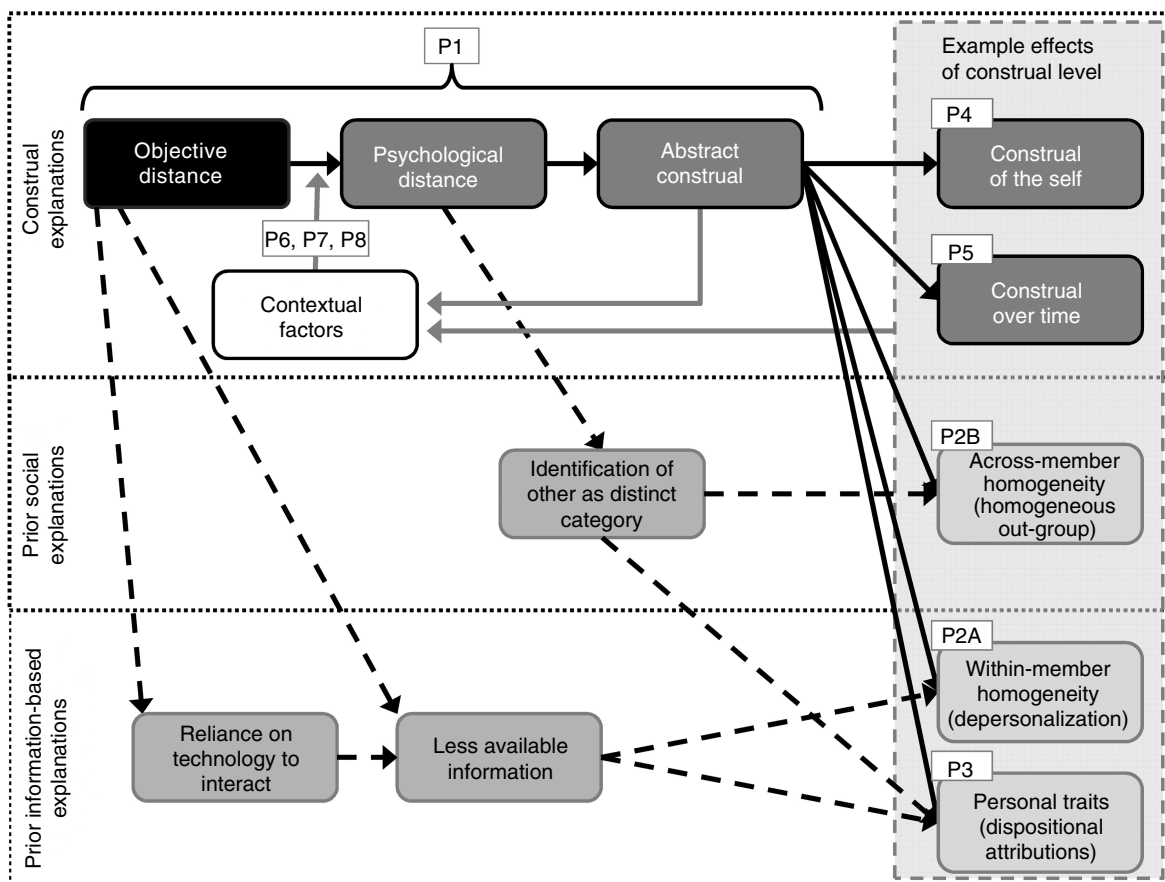 P1
Example effects
of construal level
Construal
explanations
Objective
distance
Psychological
distance
Abstract
construal
P4
Construal
of the self
P6, P7, P8
Contextual
factors
P5
Construal
over time
Prior social
explanations
Identification of
other as distinct
category
P2B
Across-member
homogeneity
(homogeneous
out-group)
Prior information-based
explanations
Reliance on
technology to
interact
Less available
information
P2A
Within-member
homogeneity
(depersonalization)
P3
Personal traits
(dispositional
attributions)